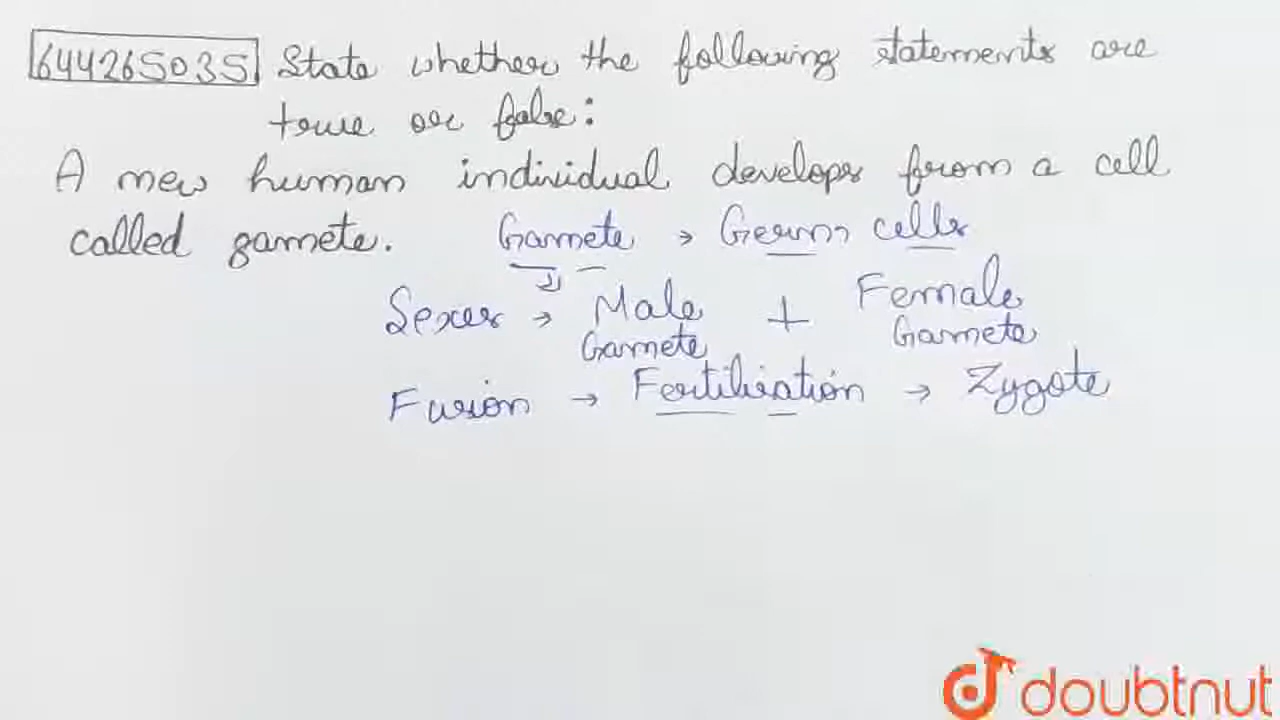 644265035 State whether the following statements are
true or false:
A new human individual develops from a cell
called gamete. Gamete → Germ cells
Sexes → Male + Female
Gamete Gamete
Fusion → Fertilisation → Zygote
doubtnut